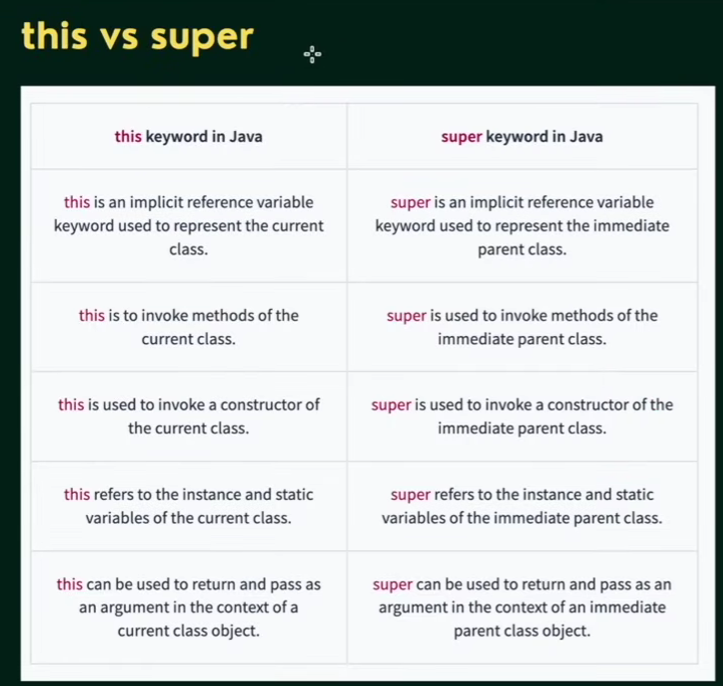 this vs super
this keyword in Java
super keyword in Java
this is an implicit reference variable
keyword used to represent the current
class.
super is an implicit reference variable
keyword used to represent the immediate
parent class.
this is to invoke methods of the
current class.
super is used to invoke methods of the
immediate parent class.
this is used to invoke a constructor of
the current class.
super is used to invoke a constructor of the
immediate parent class.
this refers to the instance and static
variables of the current class.
super refers to the instance and static
variables of the immediate parent class.
this can be used to return and pass as
an argument in the context of a
current class object.
super can be used to return and pass as an
argument in the context of an immediate
parent class object.